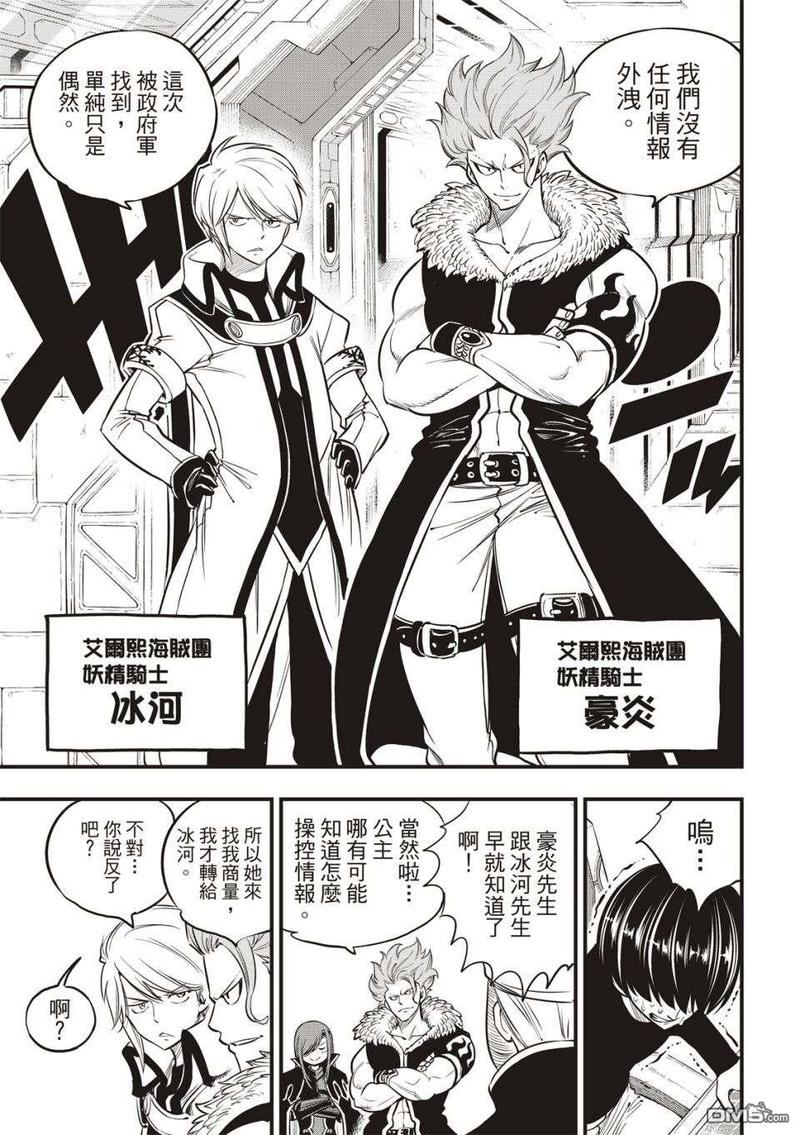 我們沒有
任何情報
外洩。
這次
被政府軍
找到，
單純只是
偶然。
艾爾熙海賊團
妖精騎士
豪炎
艾爾熙海賊團
妖精騎士
冰河
嗚…
豪炎先生
跟冰河先生
早就知道了
啊！
當然啦…
公主
哪有可能
知道怎麼
操控情報。
所以她來
找我商量，
我才轉給
冰河。
不對…
你說反了
吧？
啊？
DM5.com